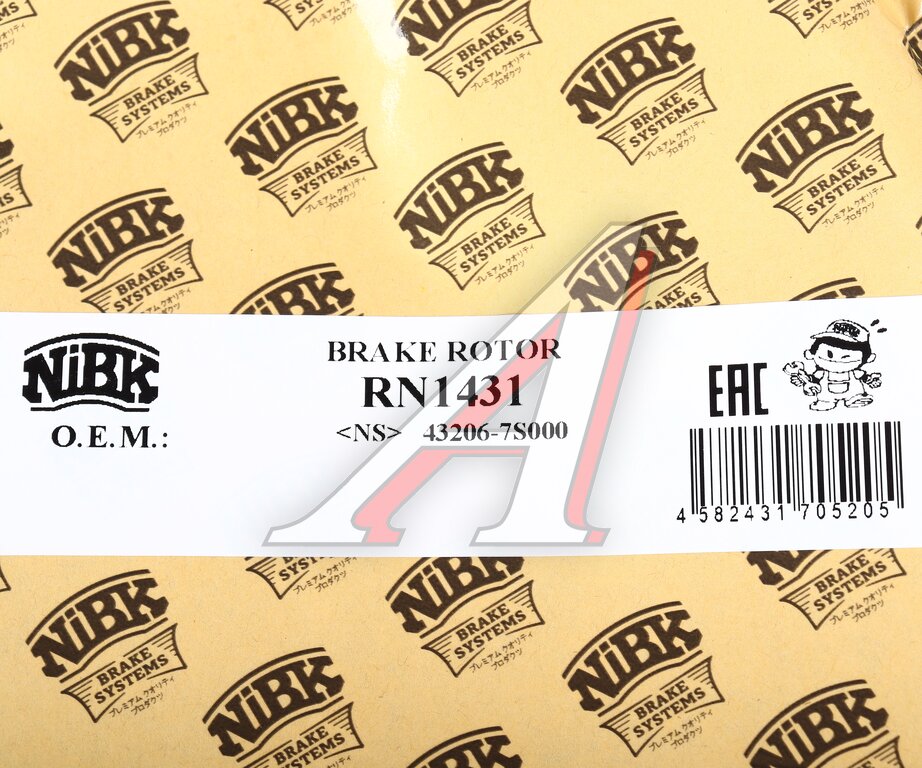 NiBK
BRAKE
SYSTEMS
プレミアムクオリティ
プロダクツ
NiBK
BRAKE ROTOR
RN1431
O.E.M.:
<NS> 43206-7S000
EAC
NiBK
4 582431 705205